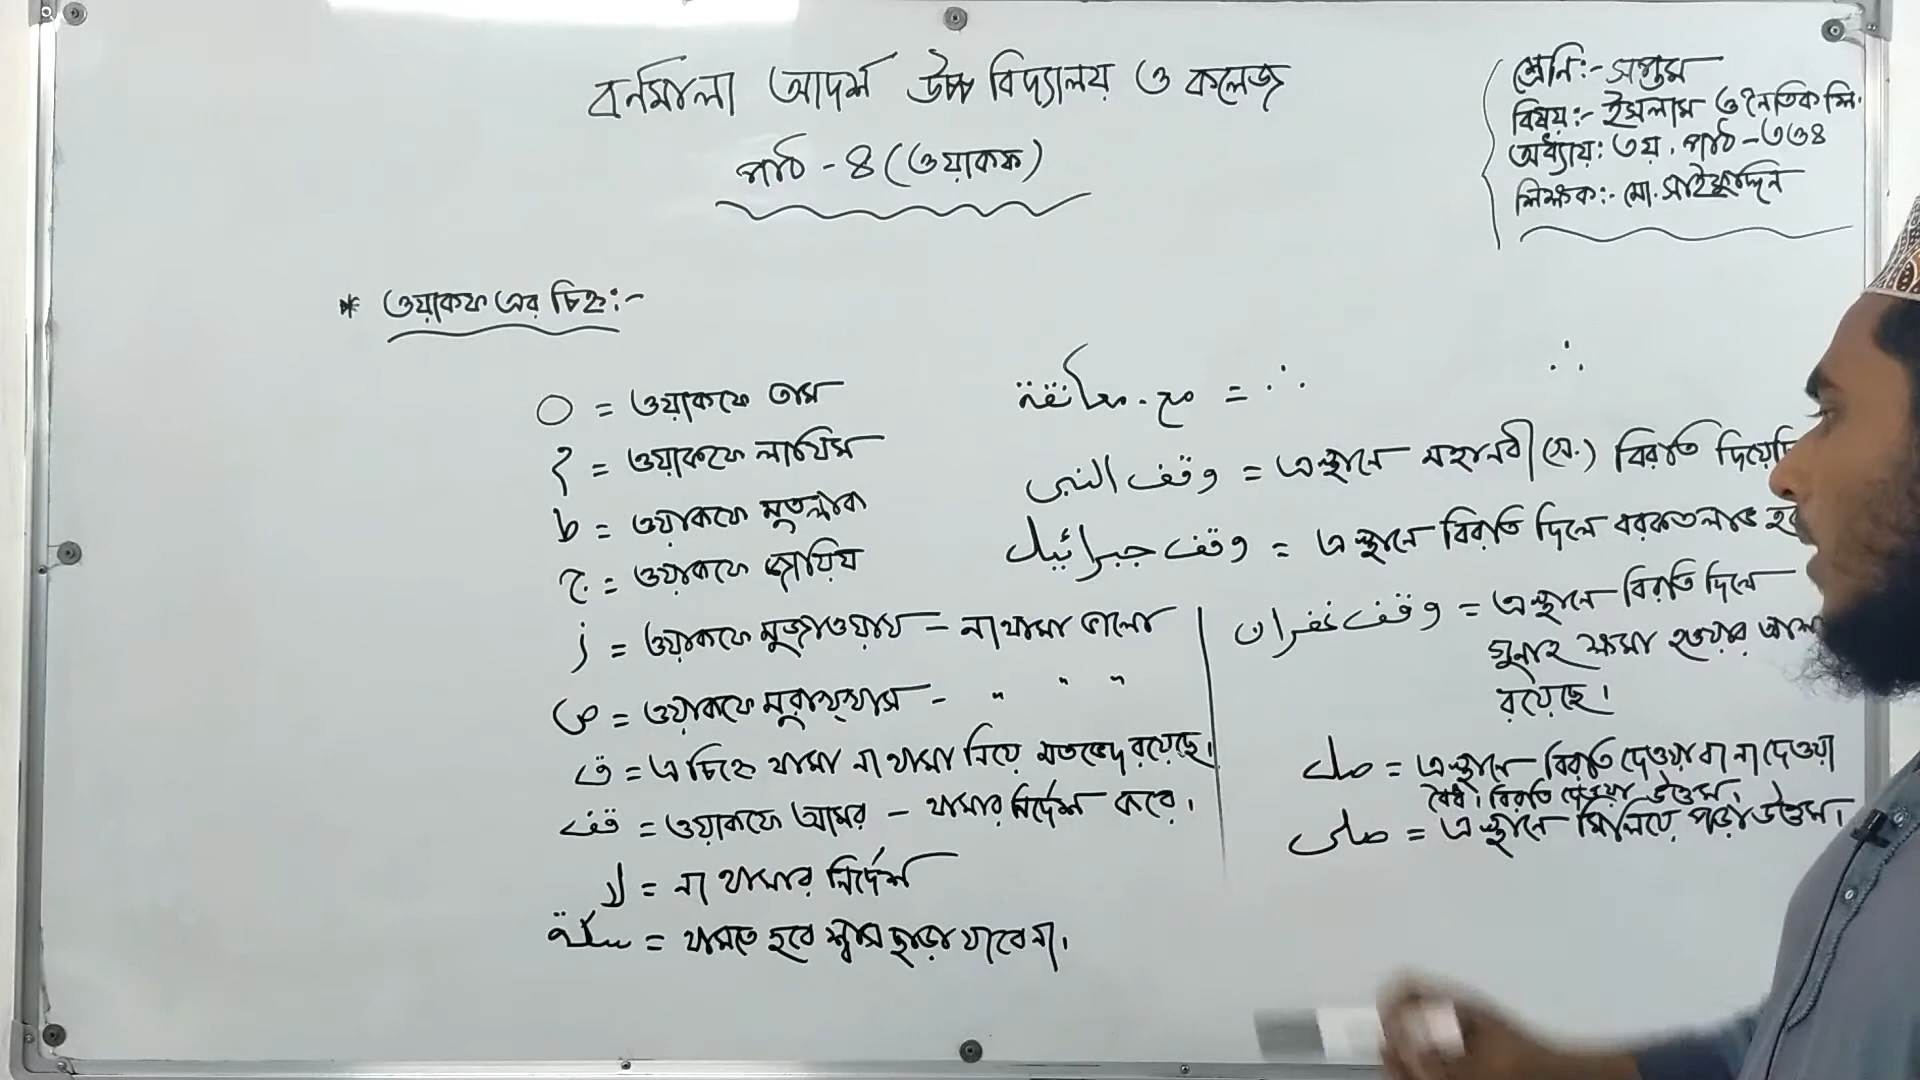 বর্নমালা আদর্শ উচ্চ বিদ্যালয় ও কলেজ
পাঠ - ৪ (ওয়াকফ)
শ্রেনি:- সপ্তম
বিষয়:- ইসলাম ও নৈতিক শি.
অধ্যায়: ৩য়, পাঠ - ৩ও৪
শিক্ষক:- মো. সাইফুদ্দিন
* ওয়াকফ এর চিহ্ন:-
○ = ওয়াকফে তাম
م = ওয়াকফে লাযিম
ط = ওয়াকফে মুতলাক
ج = ওয়াকফে জায়িয
ز = ওয়াকফে মুজাওয়ায - না থামা ভালো
ص = ওয়াকফে মুরাখ্খাস - " " "
ق = এ চিহ্নে থামা না থামা নিয়ে মতভেদ রয়েছে।
قف = ওয়াকফে আমর - থামার নির্দেশ করে।
لا = না থামার নির্দেশ
سكتة = থামতে হবে শ্বাস ছাড়া যাবে না।
∴
مع - معانقة = ∴
وقف النبى = এস্থানে মহানবী (স.) বিরতি দিয়েছি
وقف جبرائيل = এ স্থানে বিরতি দিলে বরকত লাভ হ
وقف غفران = এস্থানে বিরতি দিলে
গুনাহ ক্ষমা হওয়ার আশা
রয়েছে।
صل = এস্থানে বিরতি দেওয়া বা না দেওয়া
বৈধ। বিরতি দেওয়া উত্তম।
صلى = এস্থানে মিলিয়ে পড়া উত্তম।